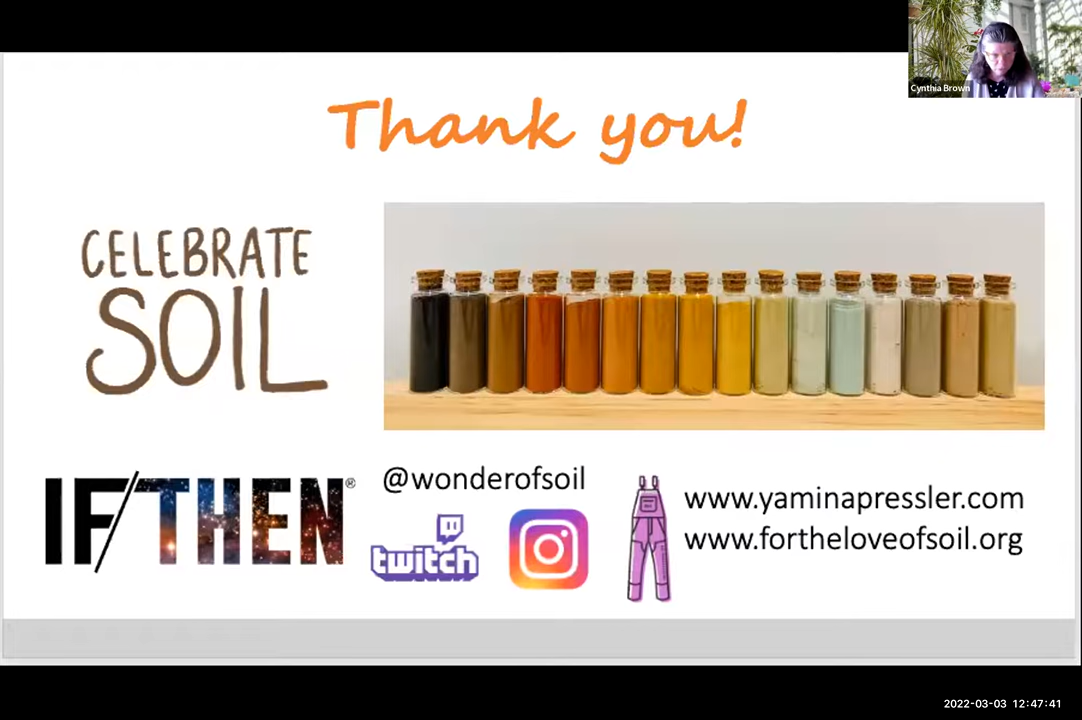 Cynthia Brown
Thank you!
CELEBRATE
SOIL
IF/THEN®
@wonderofsoil
twitch
www.yaminapressler.com
www.fortheloveofsoil.org
2022-03-03 12:47:41